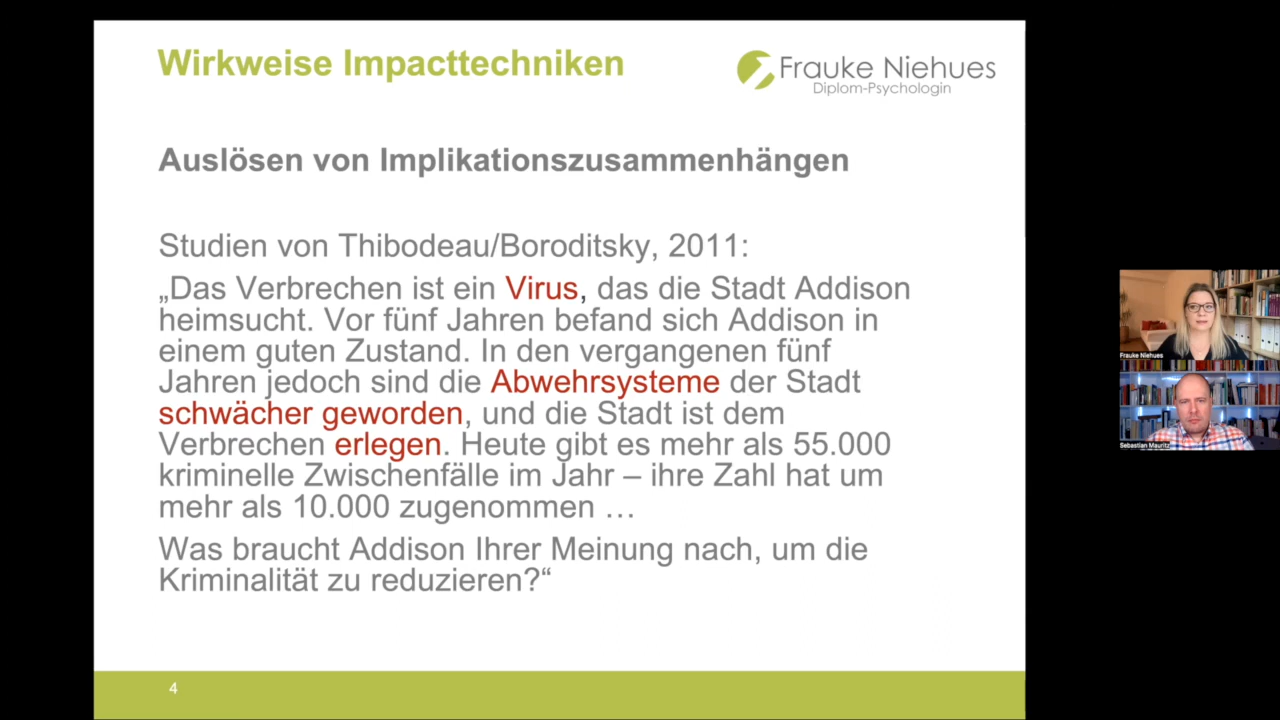 Wirkweise Impacttechniken
Frauke Niehues
Diplom-Psychologin
Auslösen von Implikationszusammenhängen
Studien von Thibodeau/Boroditsky, 2011:
„Das Verbrechen ist ein Virus, das die Stadt Addison
heimsucht. Vor fünf Jahren befand sich Addison in
einem guten Zustand. In den vergangenen fünf
Jahren jedoch sind die Abwehrsysteme der Stadt
schwächer geworden, und die Stadt ist dem
Verbrechen erlegen. Heute gibt es mehr als 55.000
kriminelle Zwischenfälle im Jahr – ihre Zahl hat um
mehr als 10.000 zugenommen …
Was braucht Addison Ihrer Meinung nach, um die
Kriminalität zu reduzieren?“
4
Frauke Niehues
Sebastian Mauritz